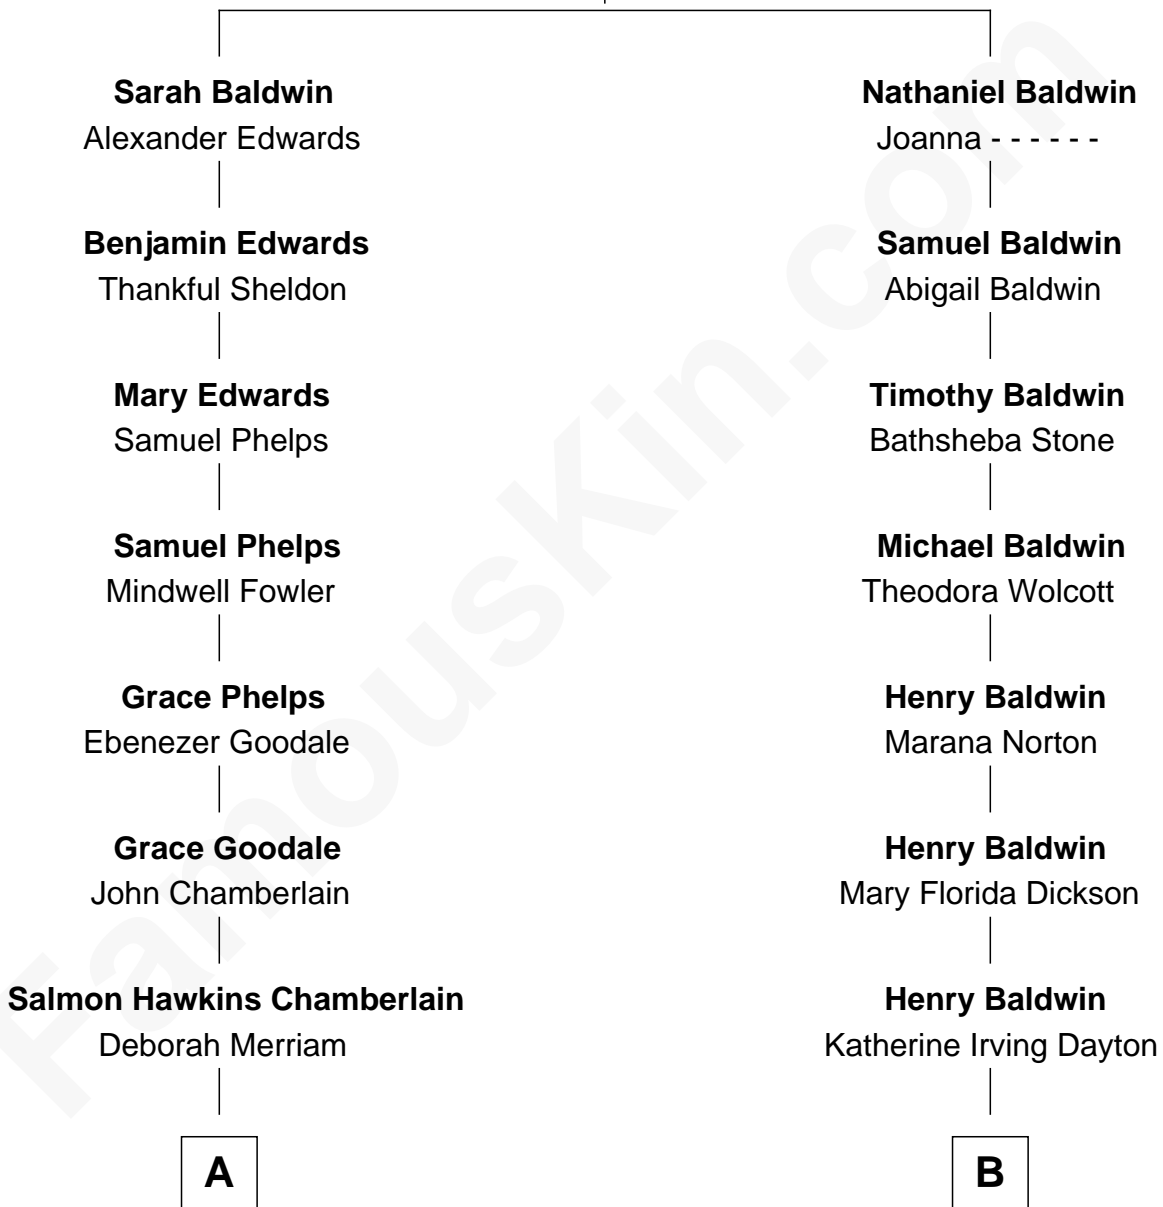 Sarah Baldwin
Alexander Edwards
Nathaniel Baldwin
Joanna - - - - - -
Benjamin Edwards
Thankful Sheldon
Samuel Baldwin
Abigail Baldwin
Mary Edwards
Samuel Phelps
Timothy Baldwin
Bathsheba Stone
Samuel Phelps
Mindwell Fowler
Michael Baldwin
Theodora Wolcott
Grace Phelps
Ebenezer Goodale
Henry Baldwin
Marana Norton
Grace Goodale
John Chamberlain
Henry Baldwin
Mary Florida Dickson
Salmon Hawkins Chamberlain
Deborah Merriam
Henry Baldwin
Katherine Irving Dayton
A
B
FamousKin.com